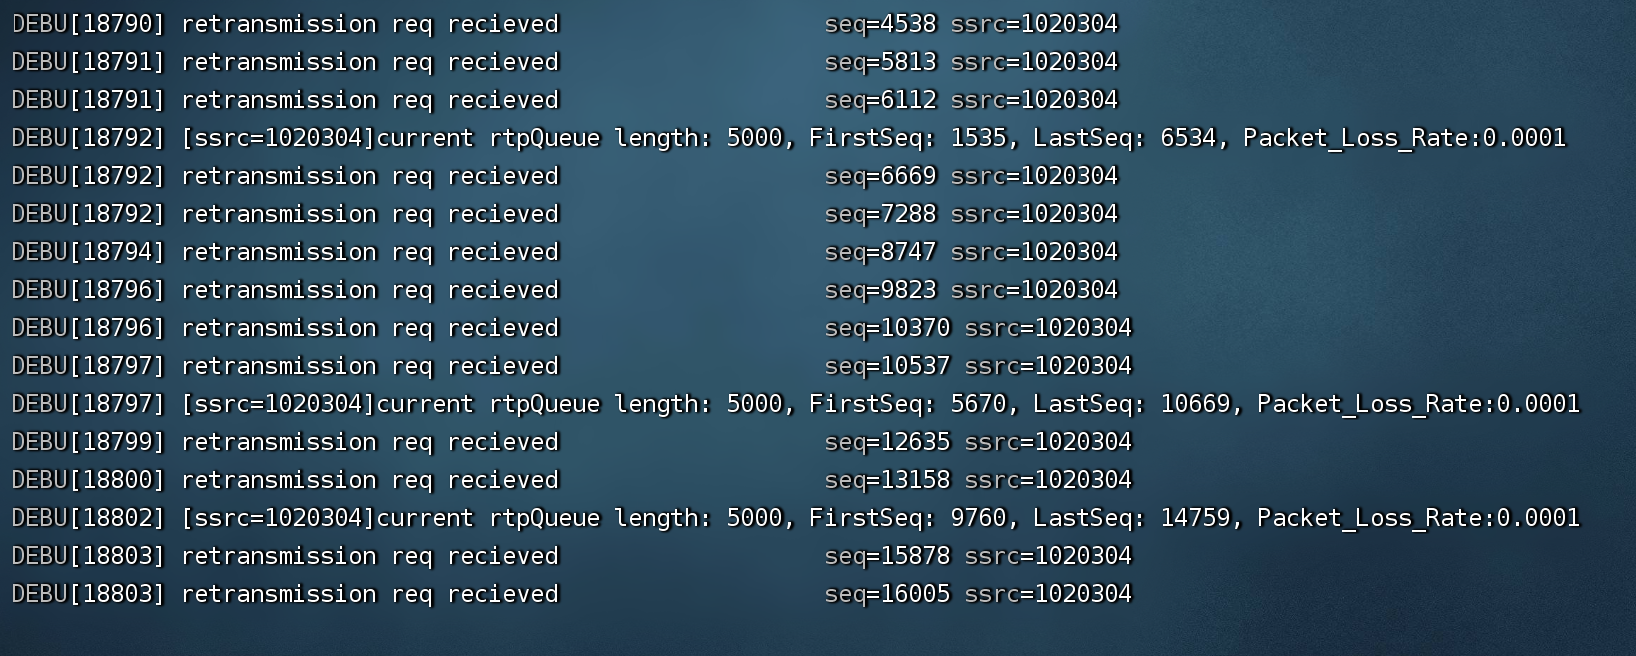 DEBU[18790] retransmission req recieved                   seq=4538 ssrc=1020304
DEBU[18791] retransmission req recieved                   seq=5813 ssrc=1020304
DEBU[18791] retransmission req recieved                   seq=6112 ssrc=1020304
DEBU[18792] [ssrc=1020304]current rtpQueue length: 5000, FirstSeq: 1535, LastSeq: 6534, Packet_Loss_Rate:0.0001
DEBU[18792] retransmission req recieved                   seq=6669 ssrc=1020304
DEBU[18792] retransmission req recieved                   seq=7288 ssrc=1020304
DEBU[18794] retransmission req recieved                   seq=8747 ssrc=1020304
DEBU[18796] retransmission req recieved                   seq=9823 ssrc=1020304
DEBU[18796] retransmission req recieved                   seq=10370 ssrc=1020304
DEBU[18797] retransmission req recieved                   seq=10537 ssrc=1020304
DEBU[18797] [ssrc=1020304]current rtpQueue length: 5000, FirstSeq: 5670, LastSeq: 10669, Packet_Loss_Rate:0.0001
DEBU[18799] retransmission req recieved                   seq=12635 ssrc=1020304
DEBU[18800] retransmission req recieved                   seq=13158 ssrc=1020304
DEBU[18802] [ssrc=1020304]current rtpQueue length: 5000, FirstSeq: 9760, LastSeq: 14759, Packet_Loss_Rate:0.0001
DEBU[18803] retransmission req recieved                   seq=15878 ssrc=1020304
DEBU[18803] retransmission req recieved                   seq=16005 ssrc=1020304